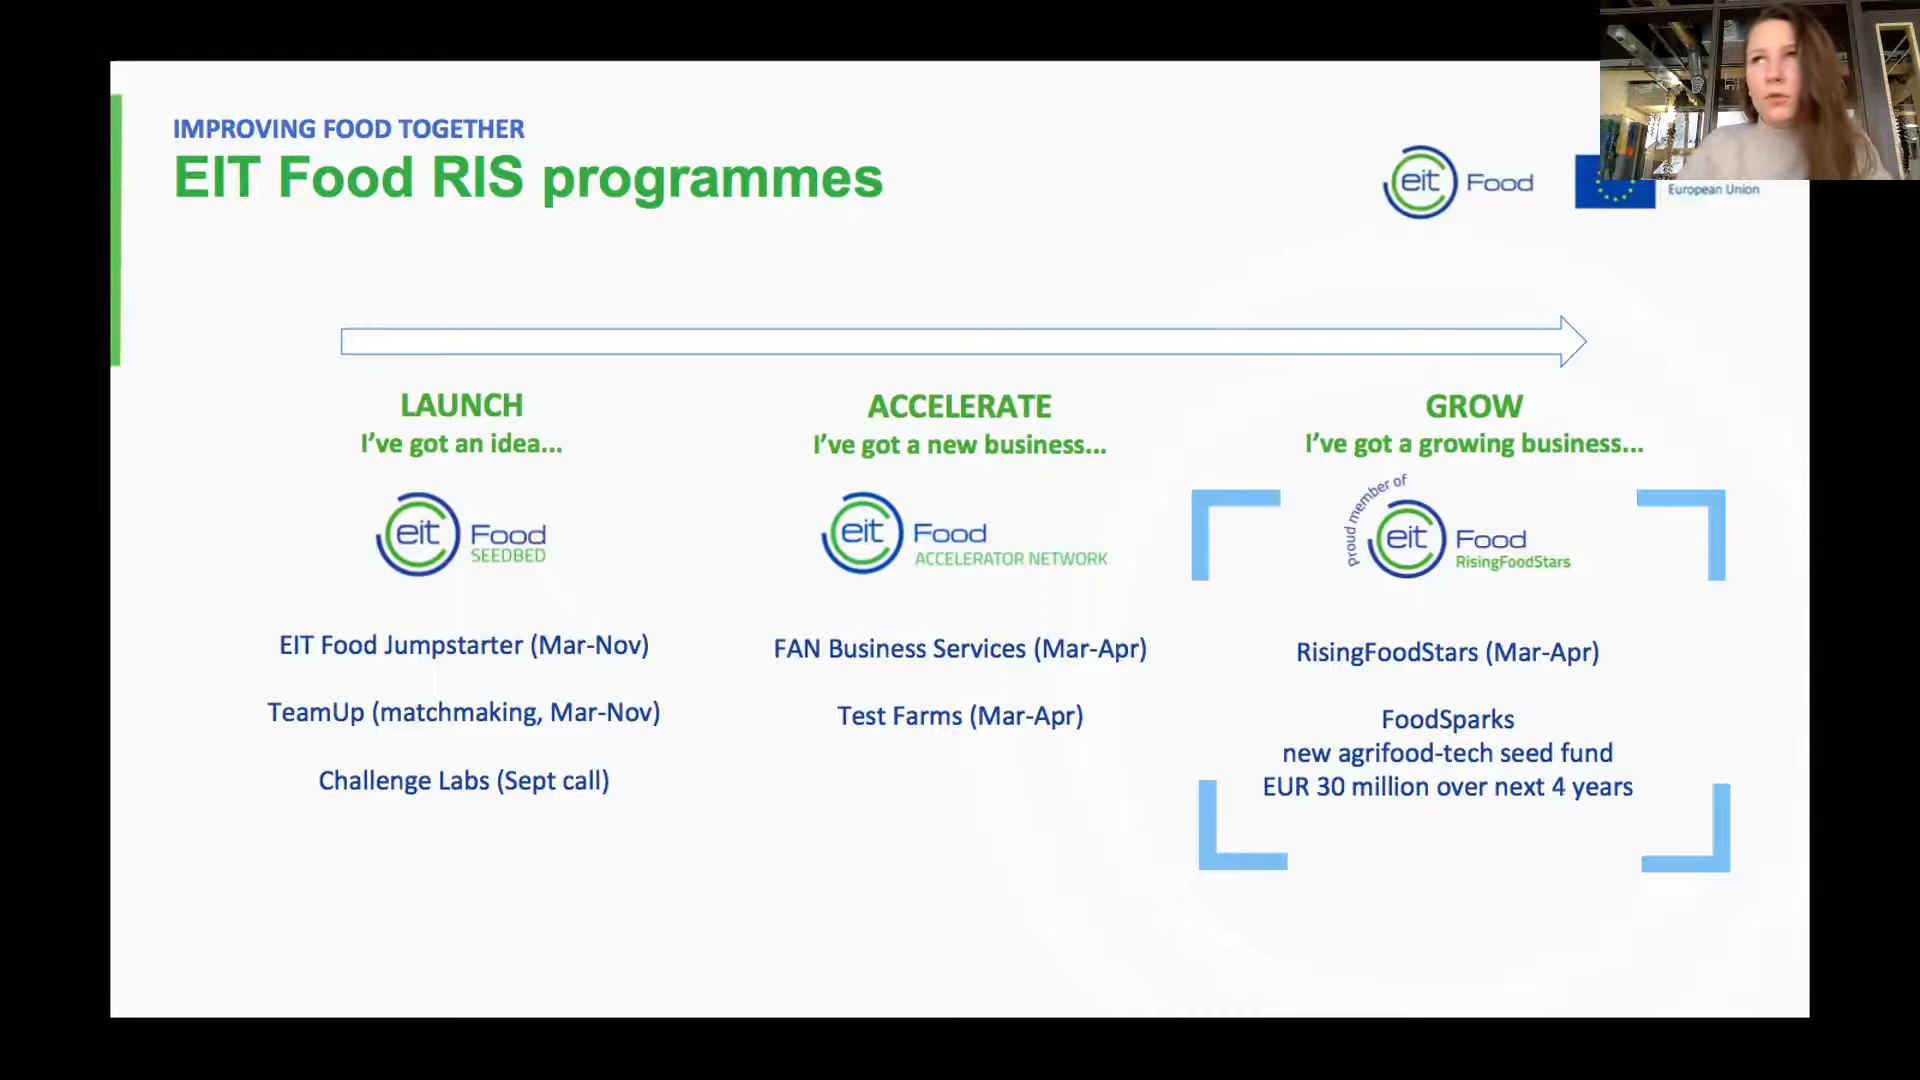 IMPROVING FOOD TOGETHER
EIT Food RIS programmes
eit Food
European Union
LAUNCH
I've got an idea...
eit Food
SEEDBED
EIT Food Jumpstarter (Mar-Nov)
TeamUp (matchmaking, Mar-Nov)
Challenge Labs (Sept call)
ACCELERATE
I've got a new business...
eit Food
ACCELERATOR NETWORK
FAN Business Services (Mar-Apr)
Test Farms (Mar-Apr)
GROW
I've got a growing business...
Proud member of
eit Food
RisingFoodStars
RisingFoodStars (Mar-Apr)
FoodSparks
new agrifood-tech seed fund
EUR 30 million over next 4 years